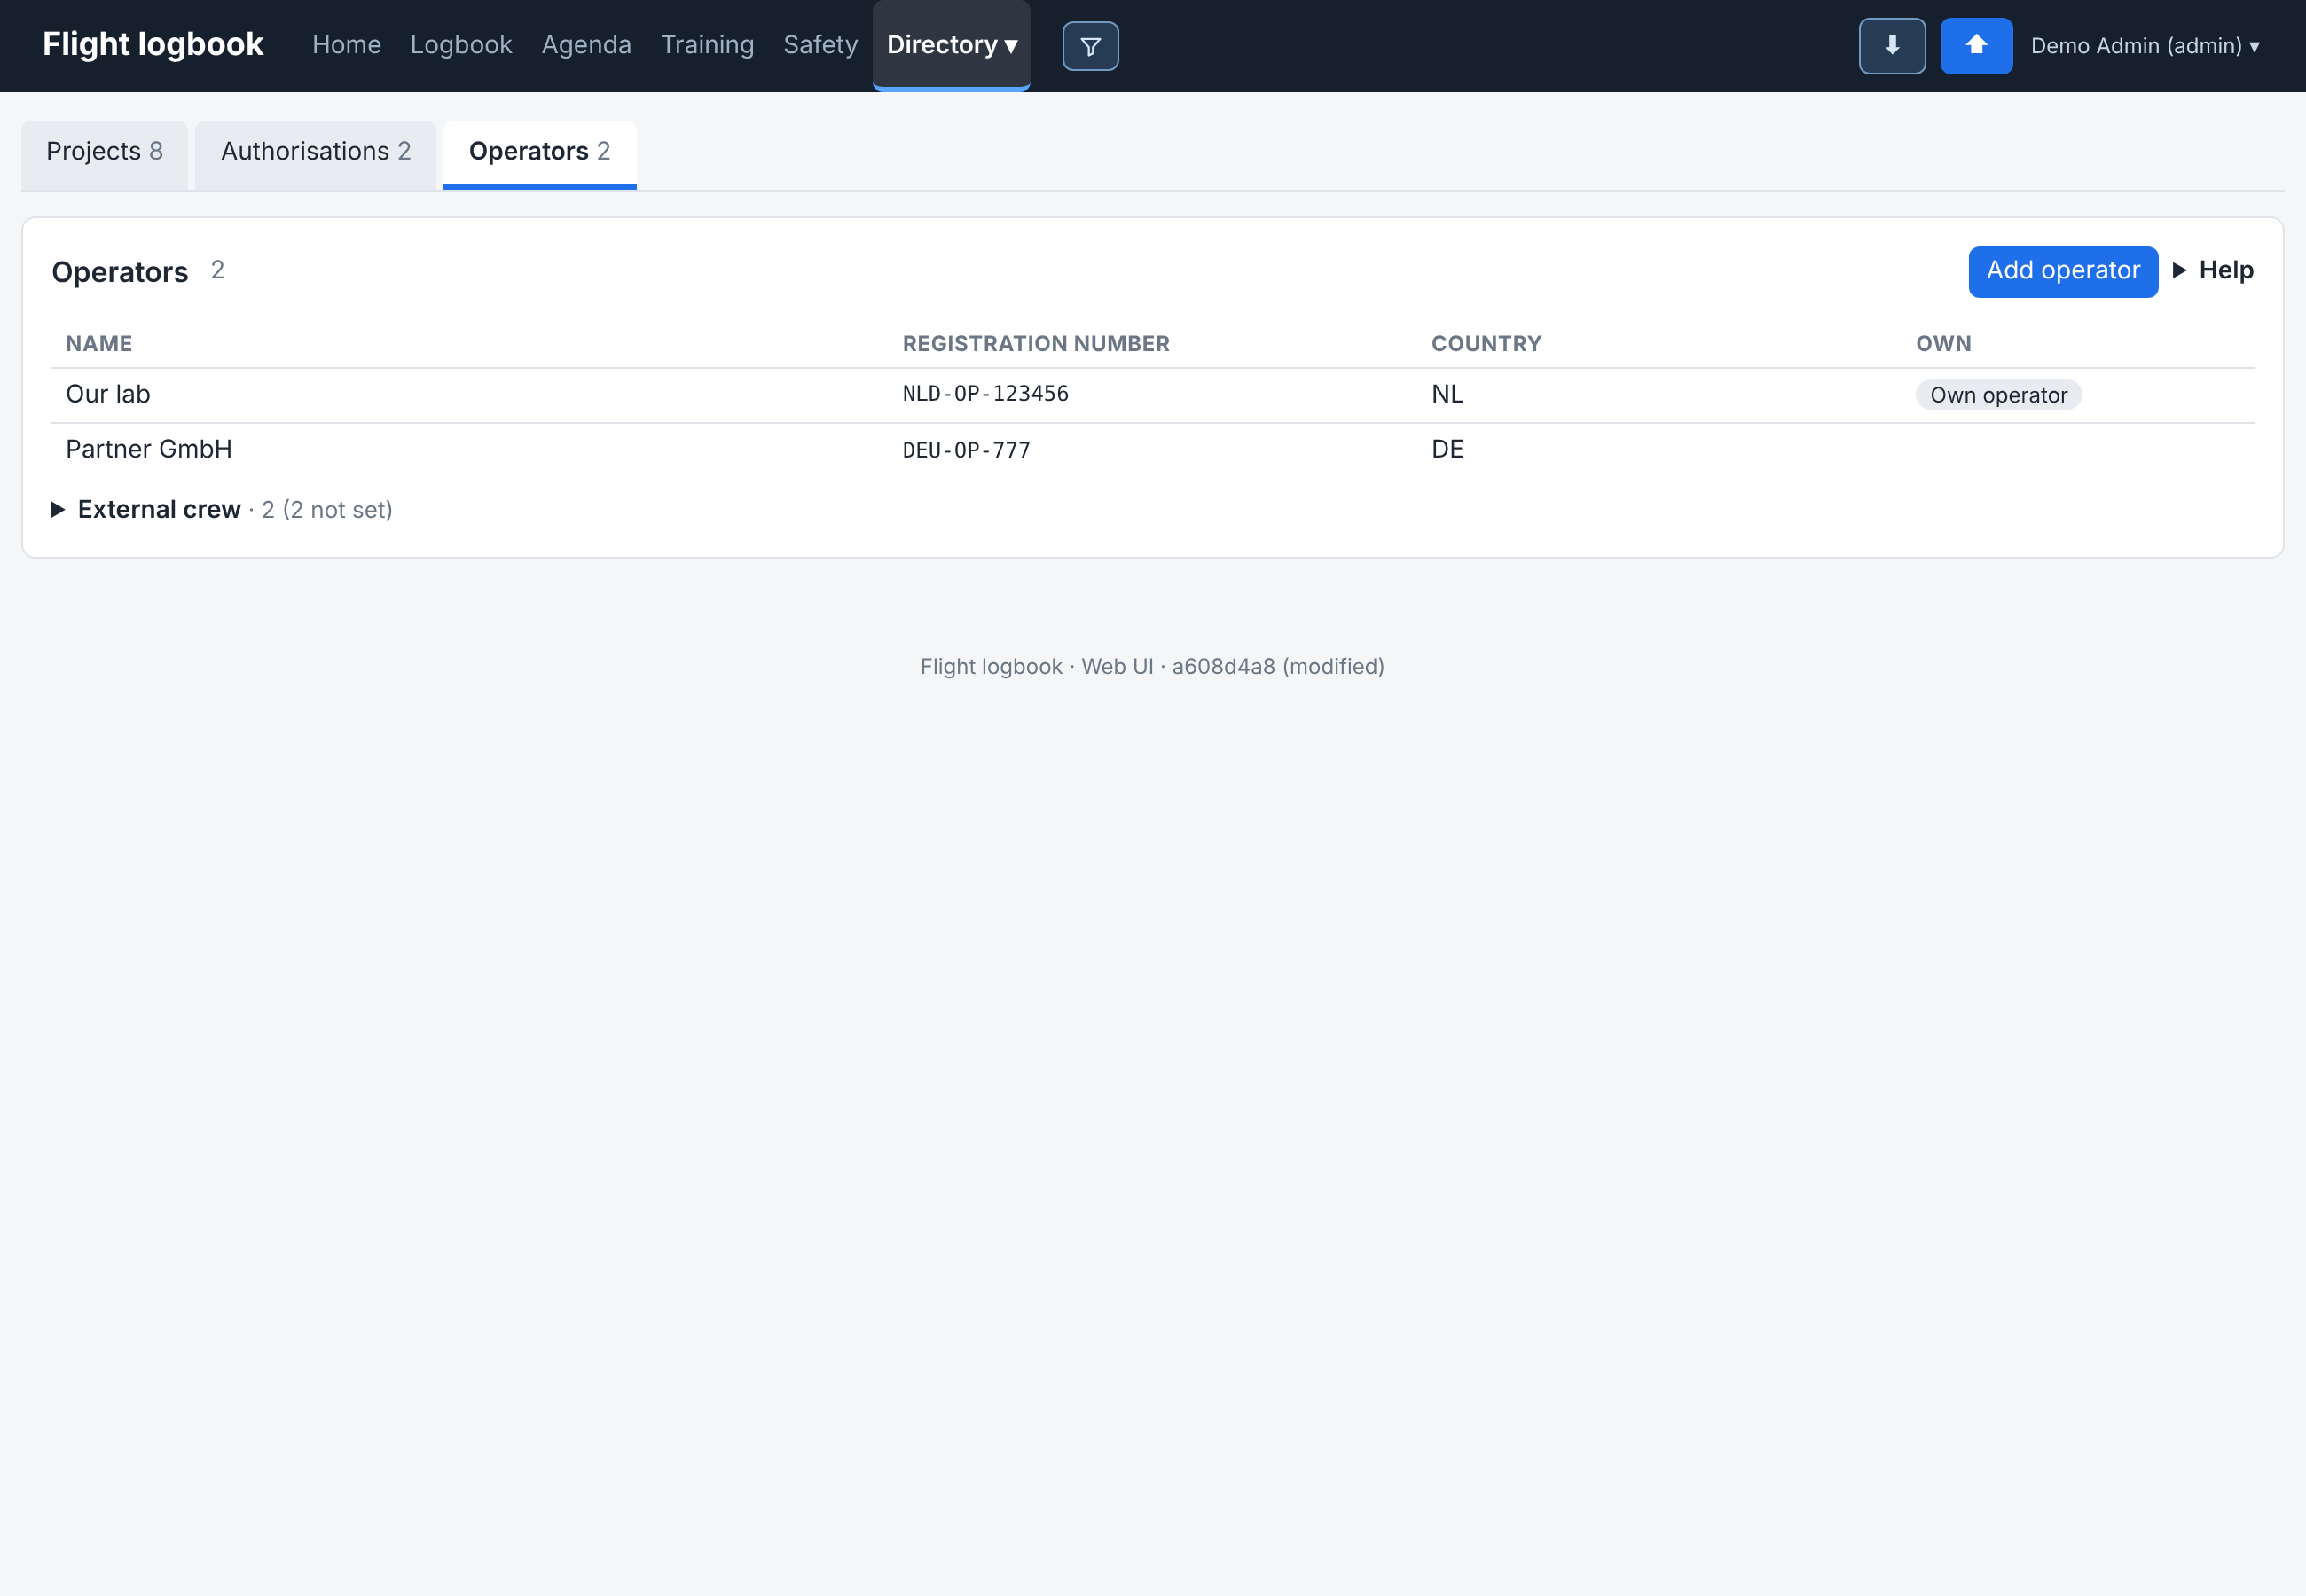 Flight logbook Home Logbook Agenda Training Safety Directory ▾ Demo Admin (admin) ▾
Projects 8 Authorisations 2 Operators 2
Operators 2 Add operator ▶ Help
NAME REGISTRATION NUMBER COUNTRY OWN
Our lab NLD-OP-123456 NL Own operator
Partner GmbH DEU-OP-777 DE
▶ External crew · 2 (2 not set)
Flight logbook · Web UI · a608d4a8 (modified)